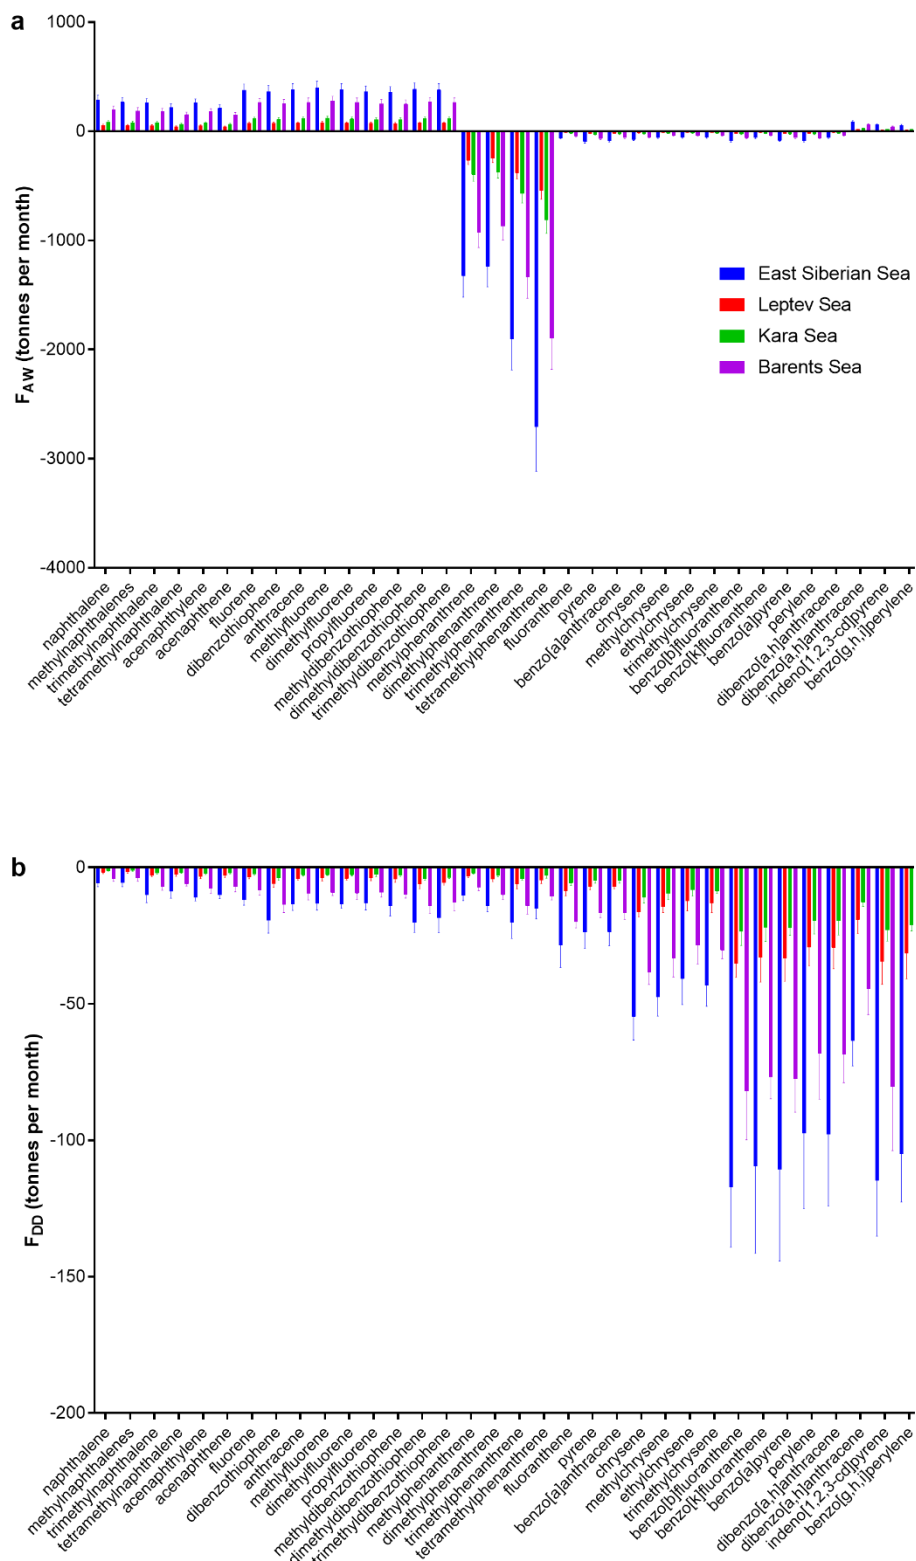 a
1000
0
-1000
-2000
-3000
-4000
F_AW (tonnes per month)
East Siberian Sea
Leptev Sea
Kara Sea
Barents Sea
naphthalene
methylnaphthalenes
trimethylnaphthalene
tetramethylnaphthalene
acenaphthylene
acenaphthene
fluorene
dibenzothiophene
anthracene
methylfluorene
dimethylfluorene
propylfluorene
methyldibenzothiophene
dimethyldibenzothiophene
trimethyldibenzothiophene
methylphenanthrene
dimethylphenanthrene
trimethylphenanthrene
tetramethylphenanthrene
fluoranthene
pyrene
benzo[a]anthracene
chrysene
methylchrysene
ethylchrysene
trimethylchrysene
benzo[b]fluoranthene
benzo[k]fluoranthene
benzo[a]pyrene
perylene
dibenzo[a,h]anthracene
dibenzo[a,h]anthracene
indeno[1,2,3-cd]pyrene
benzo[g,h,i]perylene
b
0
-50
-100
-150
-200
F_DD (tonnes per month)
naphthalene
methylnaphthalenes
trimethylnaphthalene
tetramethylnaphthalene
acenaphthylene
acenaphthene
fluorene
dibenzothiophene
anthracene
methylfluorene
dimethylfluorene
propylfluorene
methyldibenzothiophene
dimethyldibenzothiophene
trimethyldibenzothiophene
methylphenanthrene
dimethylphenanthrene
trimethylphenanthrene
tetramethylphenanthrene
fluoranthene
pyrene
benzo[a]anthracene
chrysene
methylchrysene
ethylchrysene
trimethylchrysene
benzo[b]fluoranthene
benzo[k]fluoranthene
benzo[a]pyrene
perylene
dibenzo[a,h]anthracene
dibenzo[a,h]anthracene
indeno[1,2,3-cd]pyrene
benzo[g,h,i]perylene